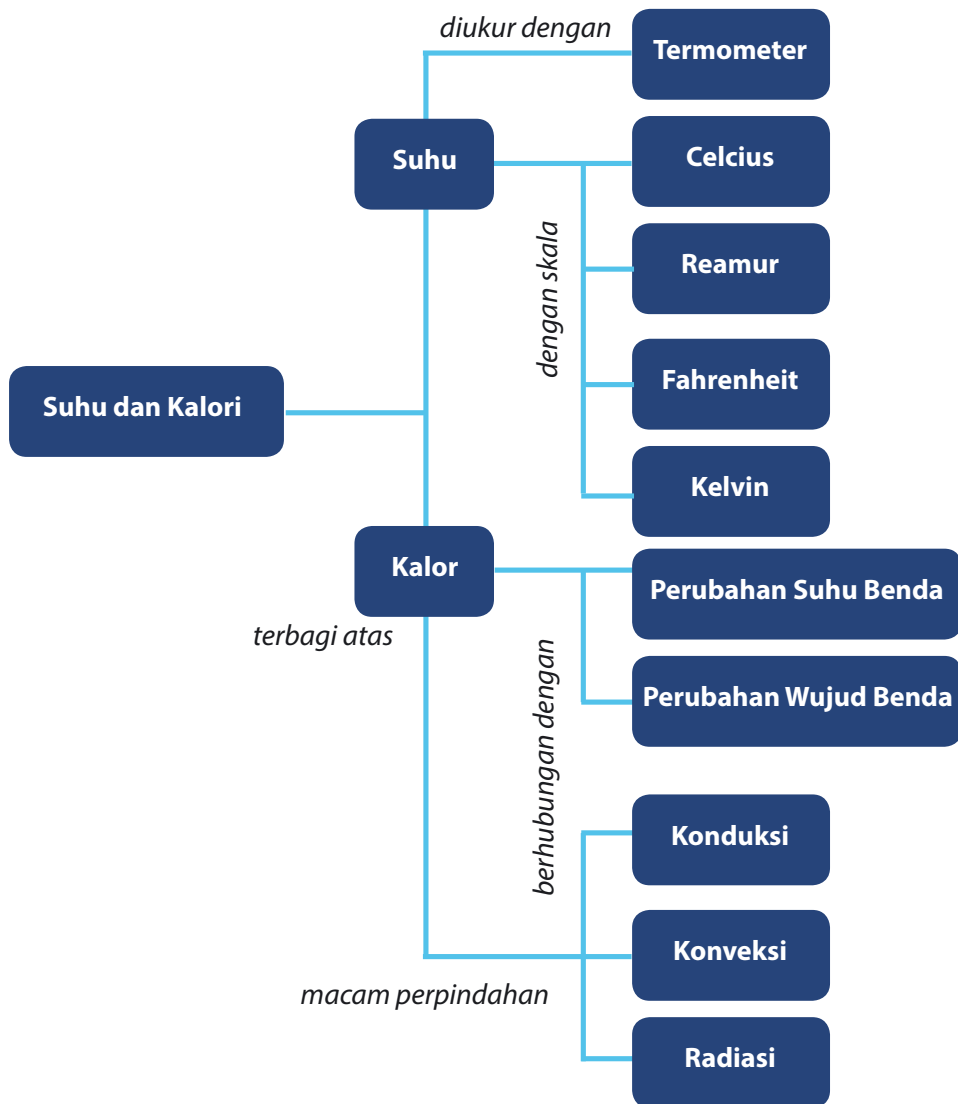 diukur dengan
Termometer
Suhu
Celcius
dengan skala
Reamur
Fahrenheit
Kelvin
Suhu dan Kalori
Kalor
terbagi atas
Perubahan Suhu Benda
berhubungan dengan
Perubahan Wujud Benda
Konduksi
Konveksi
macam perpindahan
Radiasi